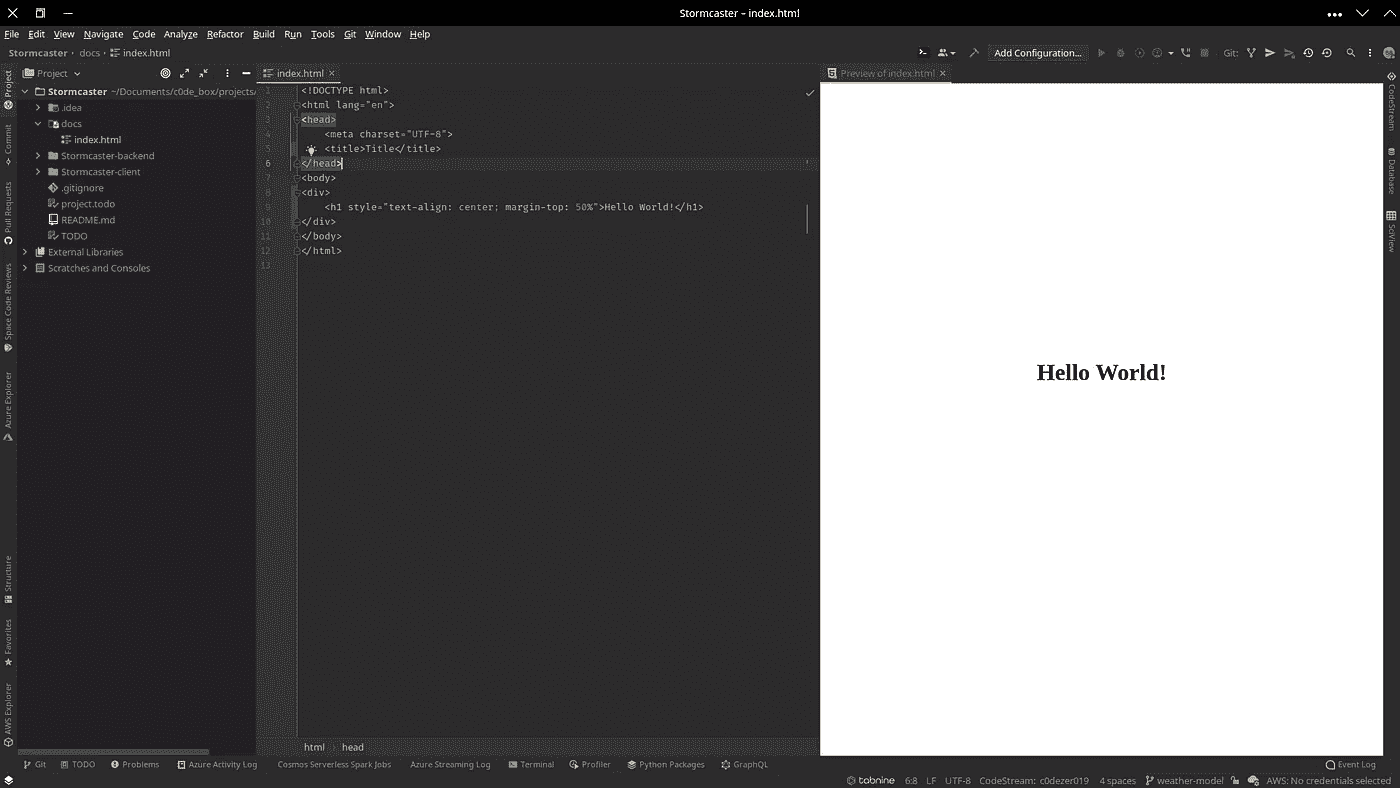 Stormcaster – index.html
File Edit View Navigate Code Analyze Refactor Build Run Tools Git Window Help
Stormcaster docs index.html
Add Configuration...
Git:
Project
Stormcaster ~/Documents/c0de_box/projects/
.idea
docs
index.html
Stormcaster-backend
Stormcaster-client
.gitignore
project.todo
README.md
TODO
External Libraries
Scratches and Consoles
Project
Commit
Pull Requests
Space Code Reviews
Azure Explorer
Structure
Favorites
AWS Explorer
index.html
1 <!DOCTYPE html>
2 <html lang="en">
3 <head>
4 <meta charset="UTF-8">
5 <title>Title</title>
6 </head>
7 <body>
8 <div>
9 <h1 style="text-align: center; margin-top: 50%">Hello World!</h1>
10 </div>
11 </body>
12 </html>
13
html head
Preview of index.html
Hello World!
CodeStream
Database
SciView
Git TODO Problems Azure Activity Log Cosmos Serverless Spark Jobs Azure Streaming Log Terminal Profiler Python Packages GraphQL Event Log
tabnine 6:8 LF UTF-8 CodeStream: c0dezer019 4 spaces weather-model AWS: No credentials selected